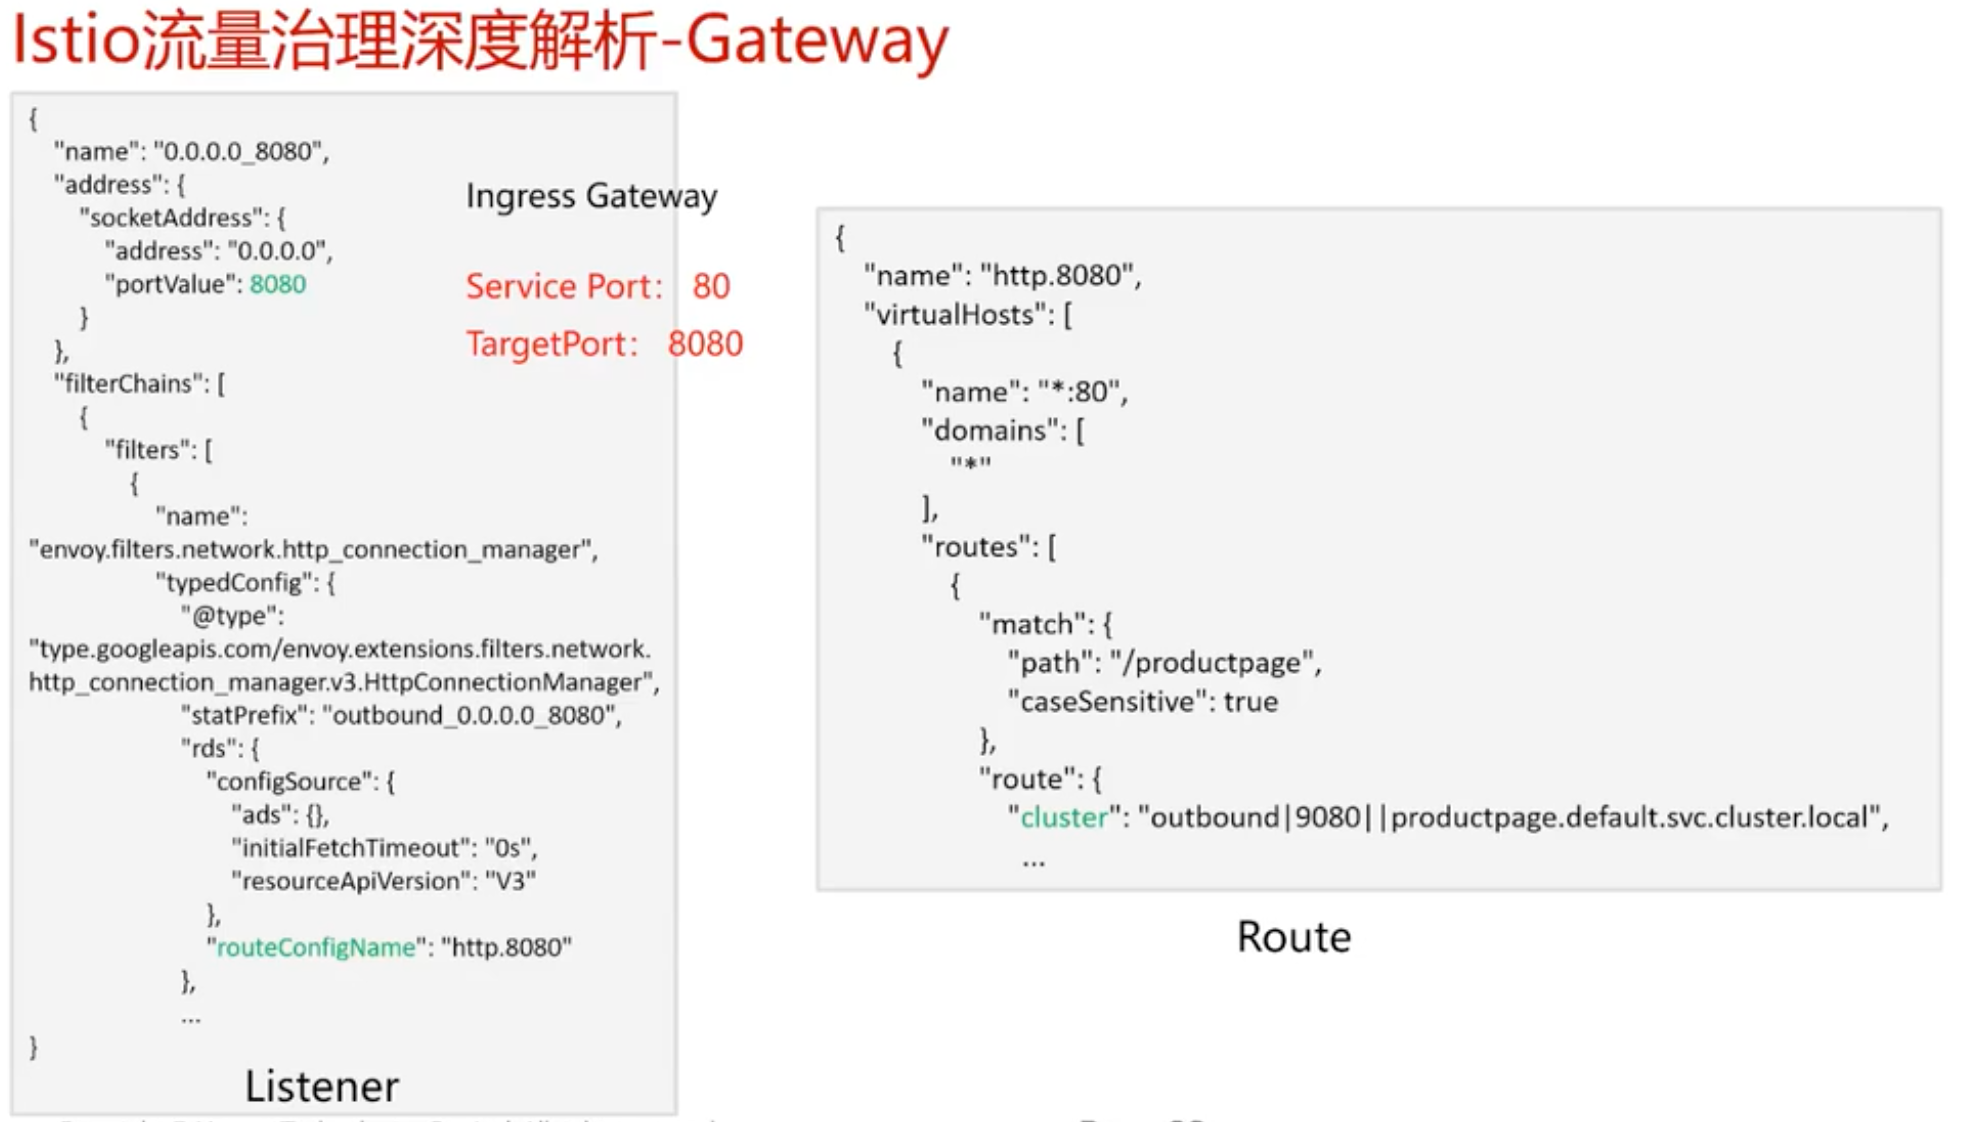 Istio流量治理深度解析-Gateway
{
"name": "0.0.0.0_8080",
"address": {
"socketAddress": {
"address": "0.0.0.0",
"portValue": 8080
}
},
"filterChains": [
{
"filters": [
{
"name":
"envoy.filters.network.http_connection_manager",
"typedConfig": {
"@type":
"type.googleapis.com/envoy.extensions.filters.network.
http_connection_manager.v3.HttpConnectionManager",
"statPrefix": "outbound_0.0.0.0_8080",
"rds": {
"configSource": {
"ads": {},
"initialFetchTimeout": "0s",
"resourceApiVersion": "V3"
},
"routeConfigName": "http.8080"
},
...
}
Listener
Ingress Gateway
Service Port： 80
TargetPort： 8080
{
"name": "http.8080",
"virtualHosts": [
{
"name": "*:80",
"domains": [
"*"
],
"routes": [
{
"match": {
"path": "/productpage",
"caseSensitive": true
},
"route": {
"cluster": "outbound|9080||productpage.default.svc.cluster.local",
...
Route